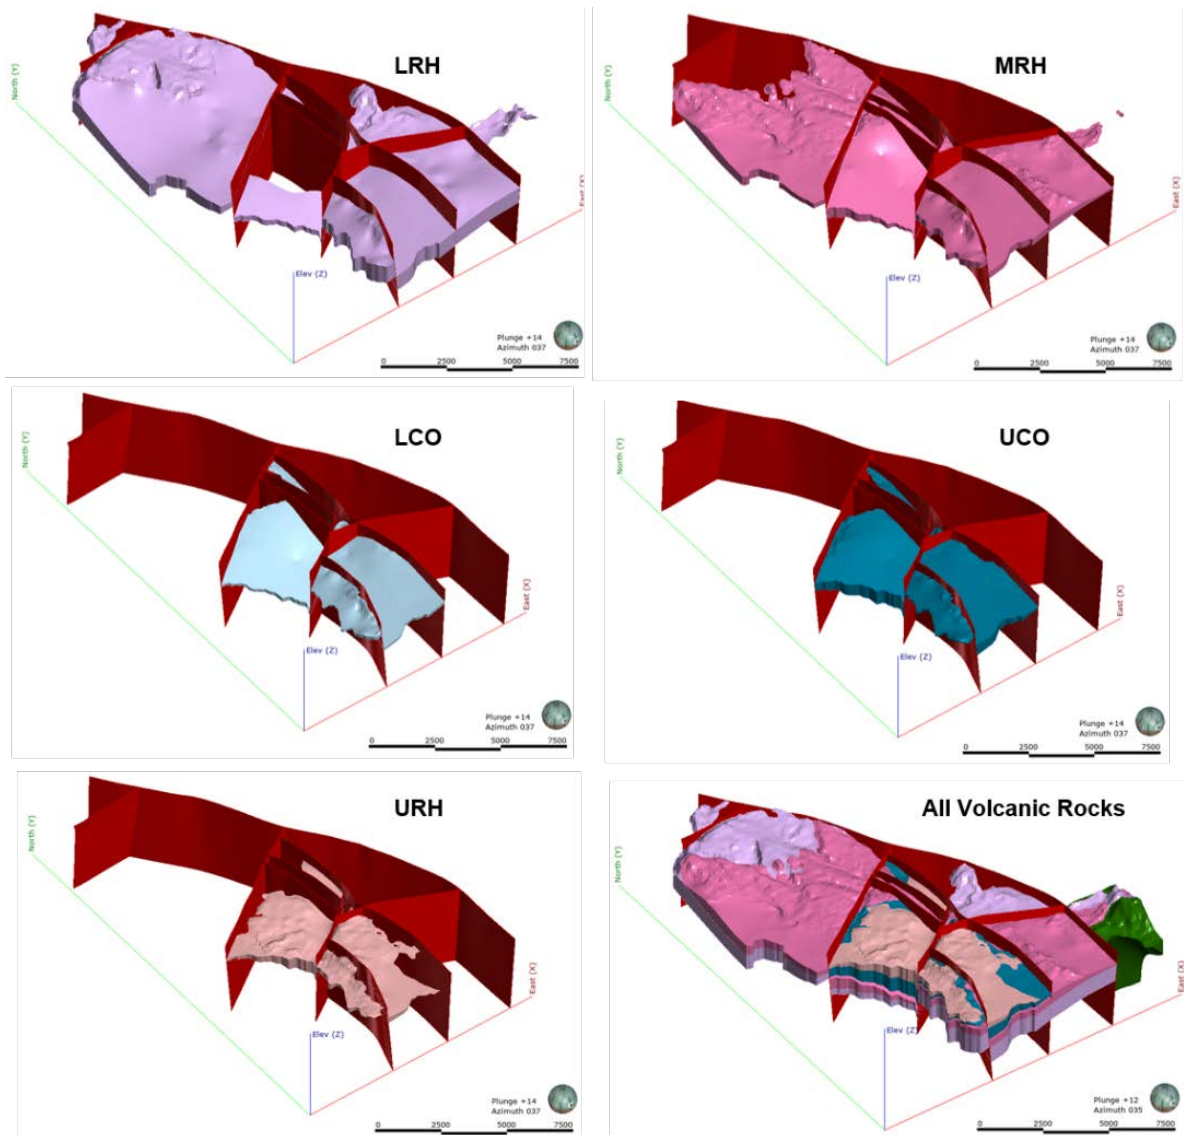 LRH
North (Y)
East (X)
Elev (Z)
Plunge +14
Azimuth 037
0 2500 5000 7500
MRH
North (Y)
East (X)
Elev (Z)
Plunge +14
Azimuth 037
0 2500 5000 7500
LCO
North (Y)
East (X)
Elev (Z)
Plunge +14
Azimuth 037
0 2500 5000 7500
UCO
North (Y)
East (X)
Elev (Z)
Plunge +14
Azimuth 037
0 2500 5000 7500
URH
North (Y)
East (X)
Elev (Z)
Plunge +14
Azimuth 037
0 2500 5000 7500
All Volcanic Rocks
North (Y)
East (X)
Elev (Z)
Plunge +12
Azimuth 035
0 2500 5000 7500